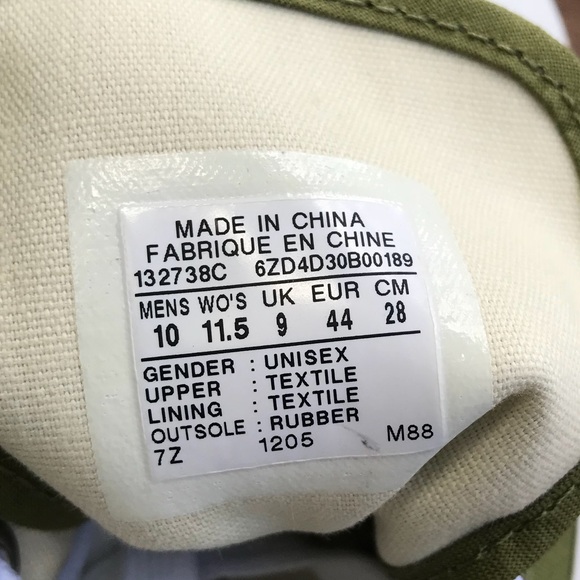 MADE IN CHINA
FABRIQUE EN CHINE
132738C 6ZD4D30B00189
MENS WO'S UK EUR CM
10 11.5 9 44 28
GENDER : UNISEX
UPPER : TEXTILE
LINING : TEXTILE
OUTSOLE : RUBBER
7Z 1205 M88